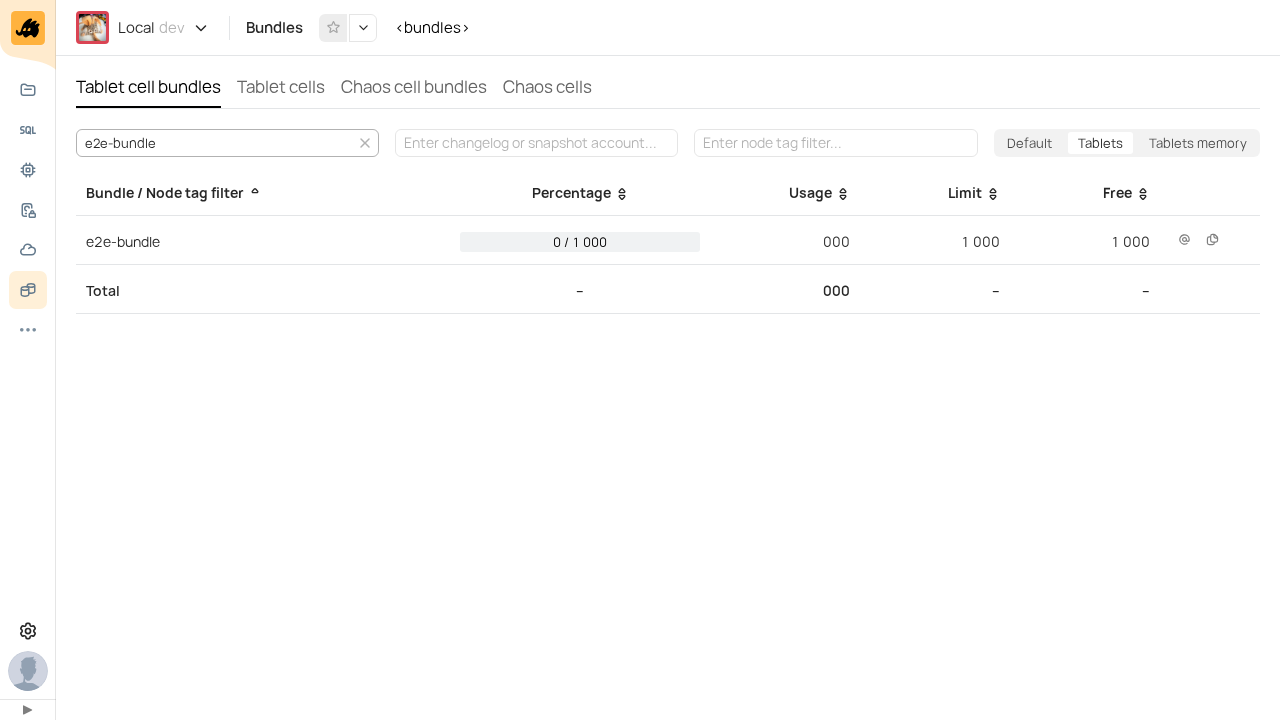 Local dev
Bundles
<bundles>
SQL
Tablet cell bundles Tablet cells Chaos cell bundles Chaos cells
e2e-bundle
Enter changelog or snapshot account...
Enter node tag filter...
Default Tablets Tablets memory
Bundle / Node tag filter Percentage Usage Limit Free
e2e-bundle 0 / 1 000 000 1 000 1 000
Total – 000 – –